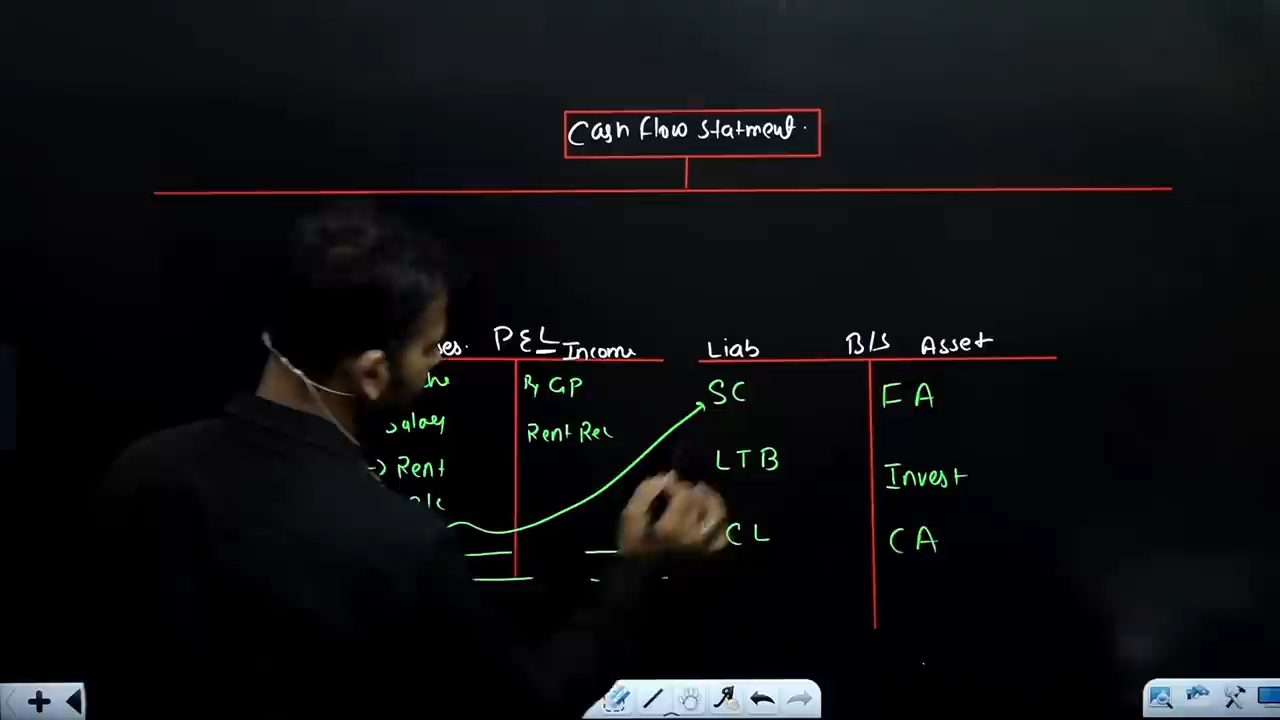 Cash flow statment.
P & L Income
By GP
Salary
Rent Rec
→ Rent
Liab B/S Asset
SC FA
LTB Invest
CL CA